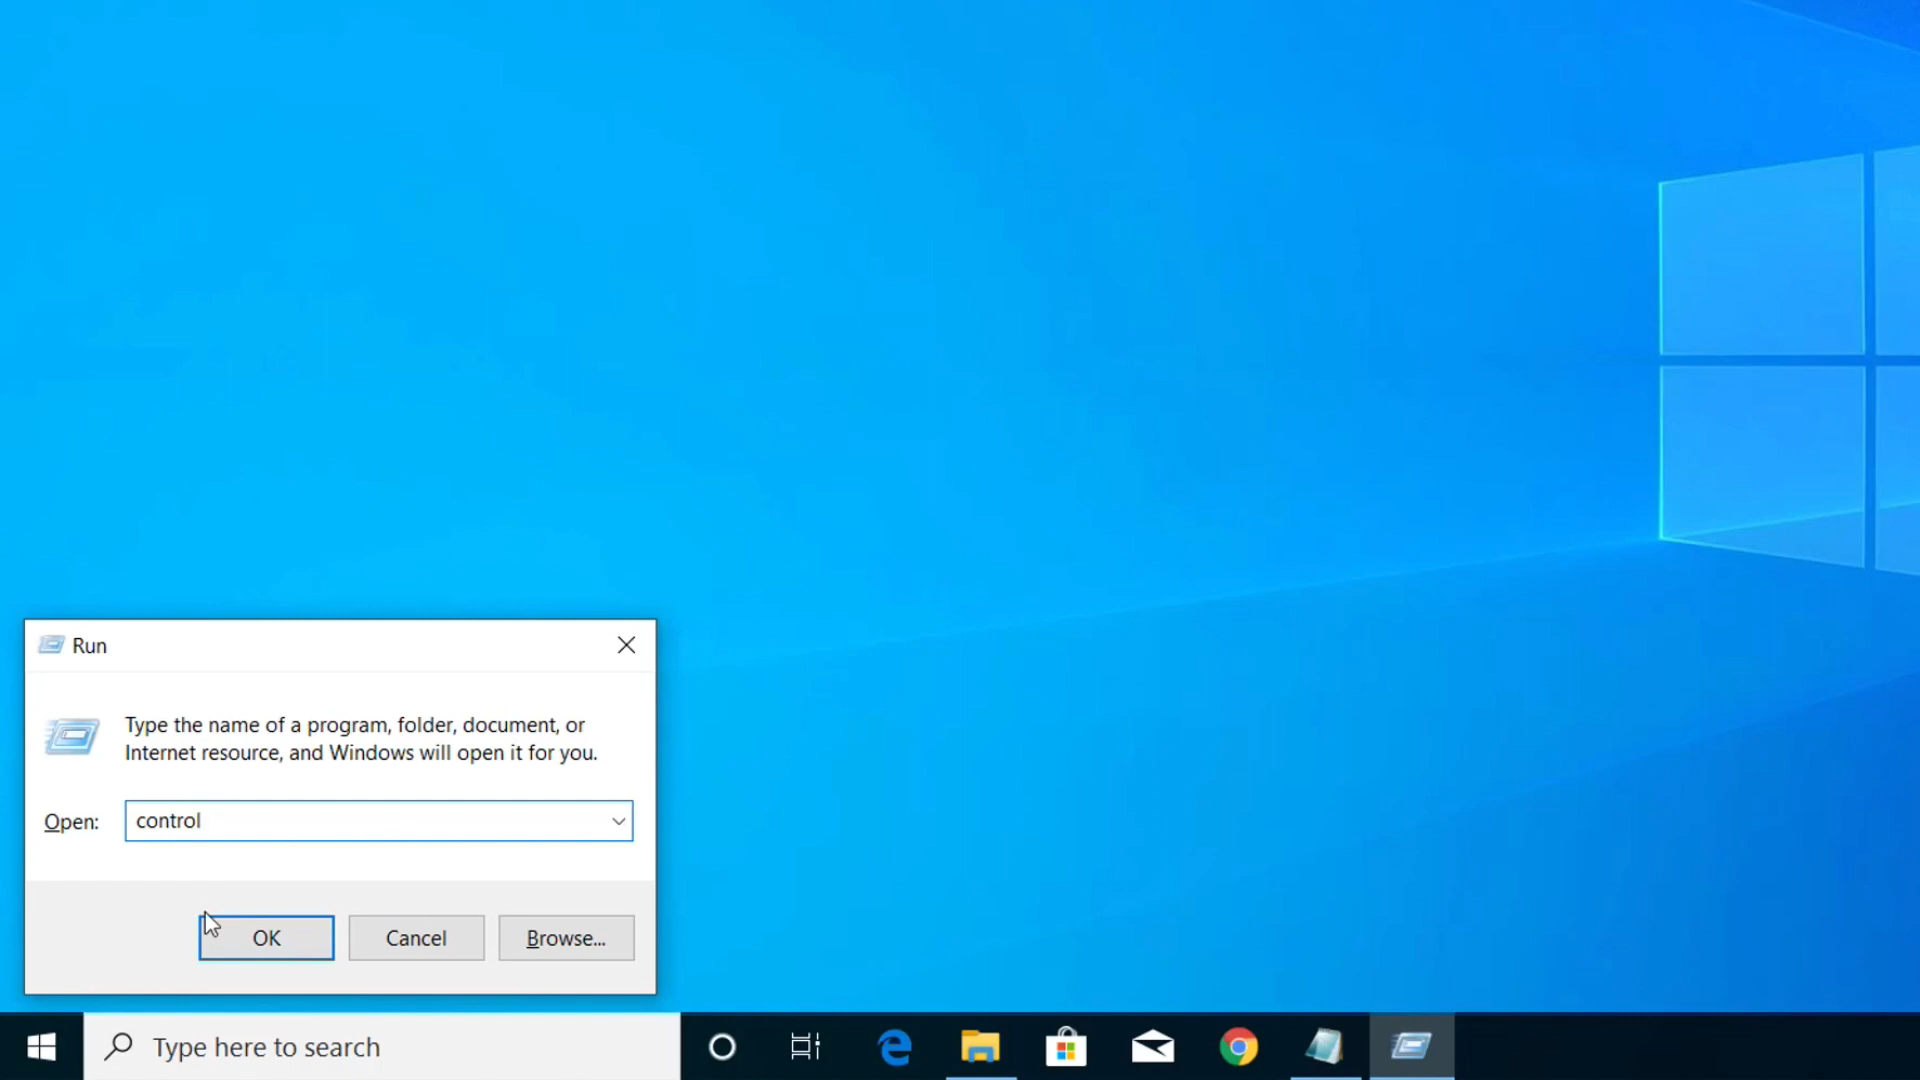 Run
Type the name of a program, folder, document, or
Internet resource, and Windows will open it for you.
Open:
control
OK
Cancel
Browse...
Type here to search